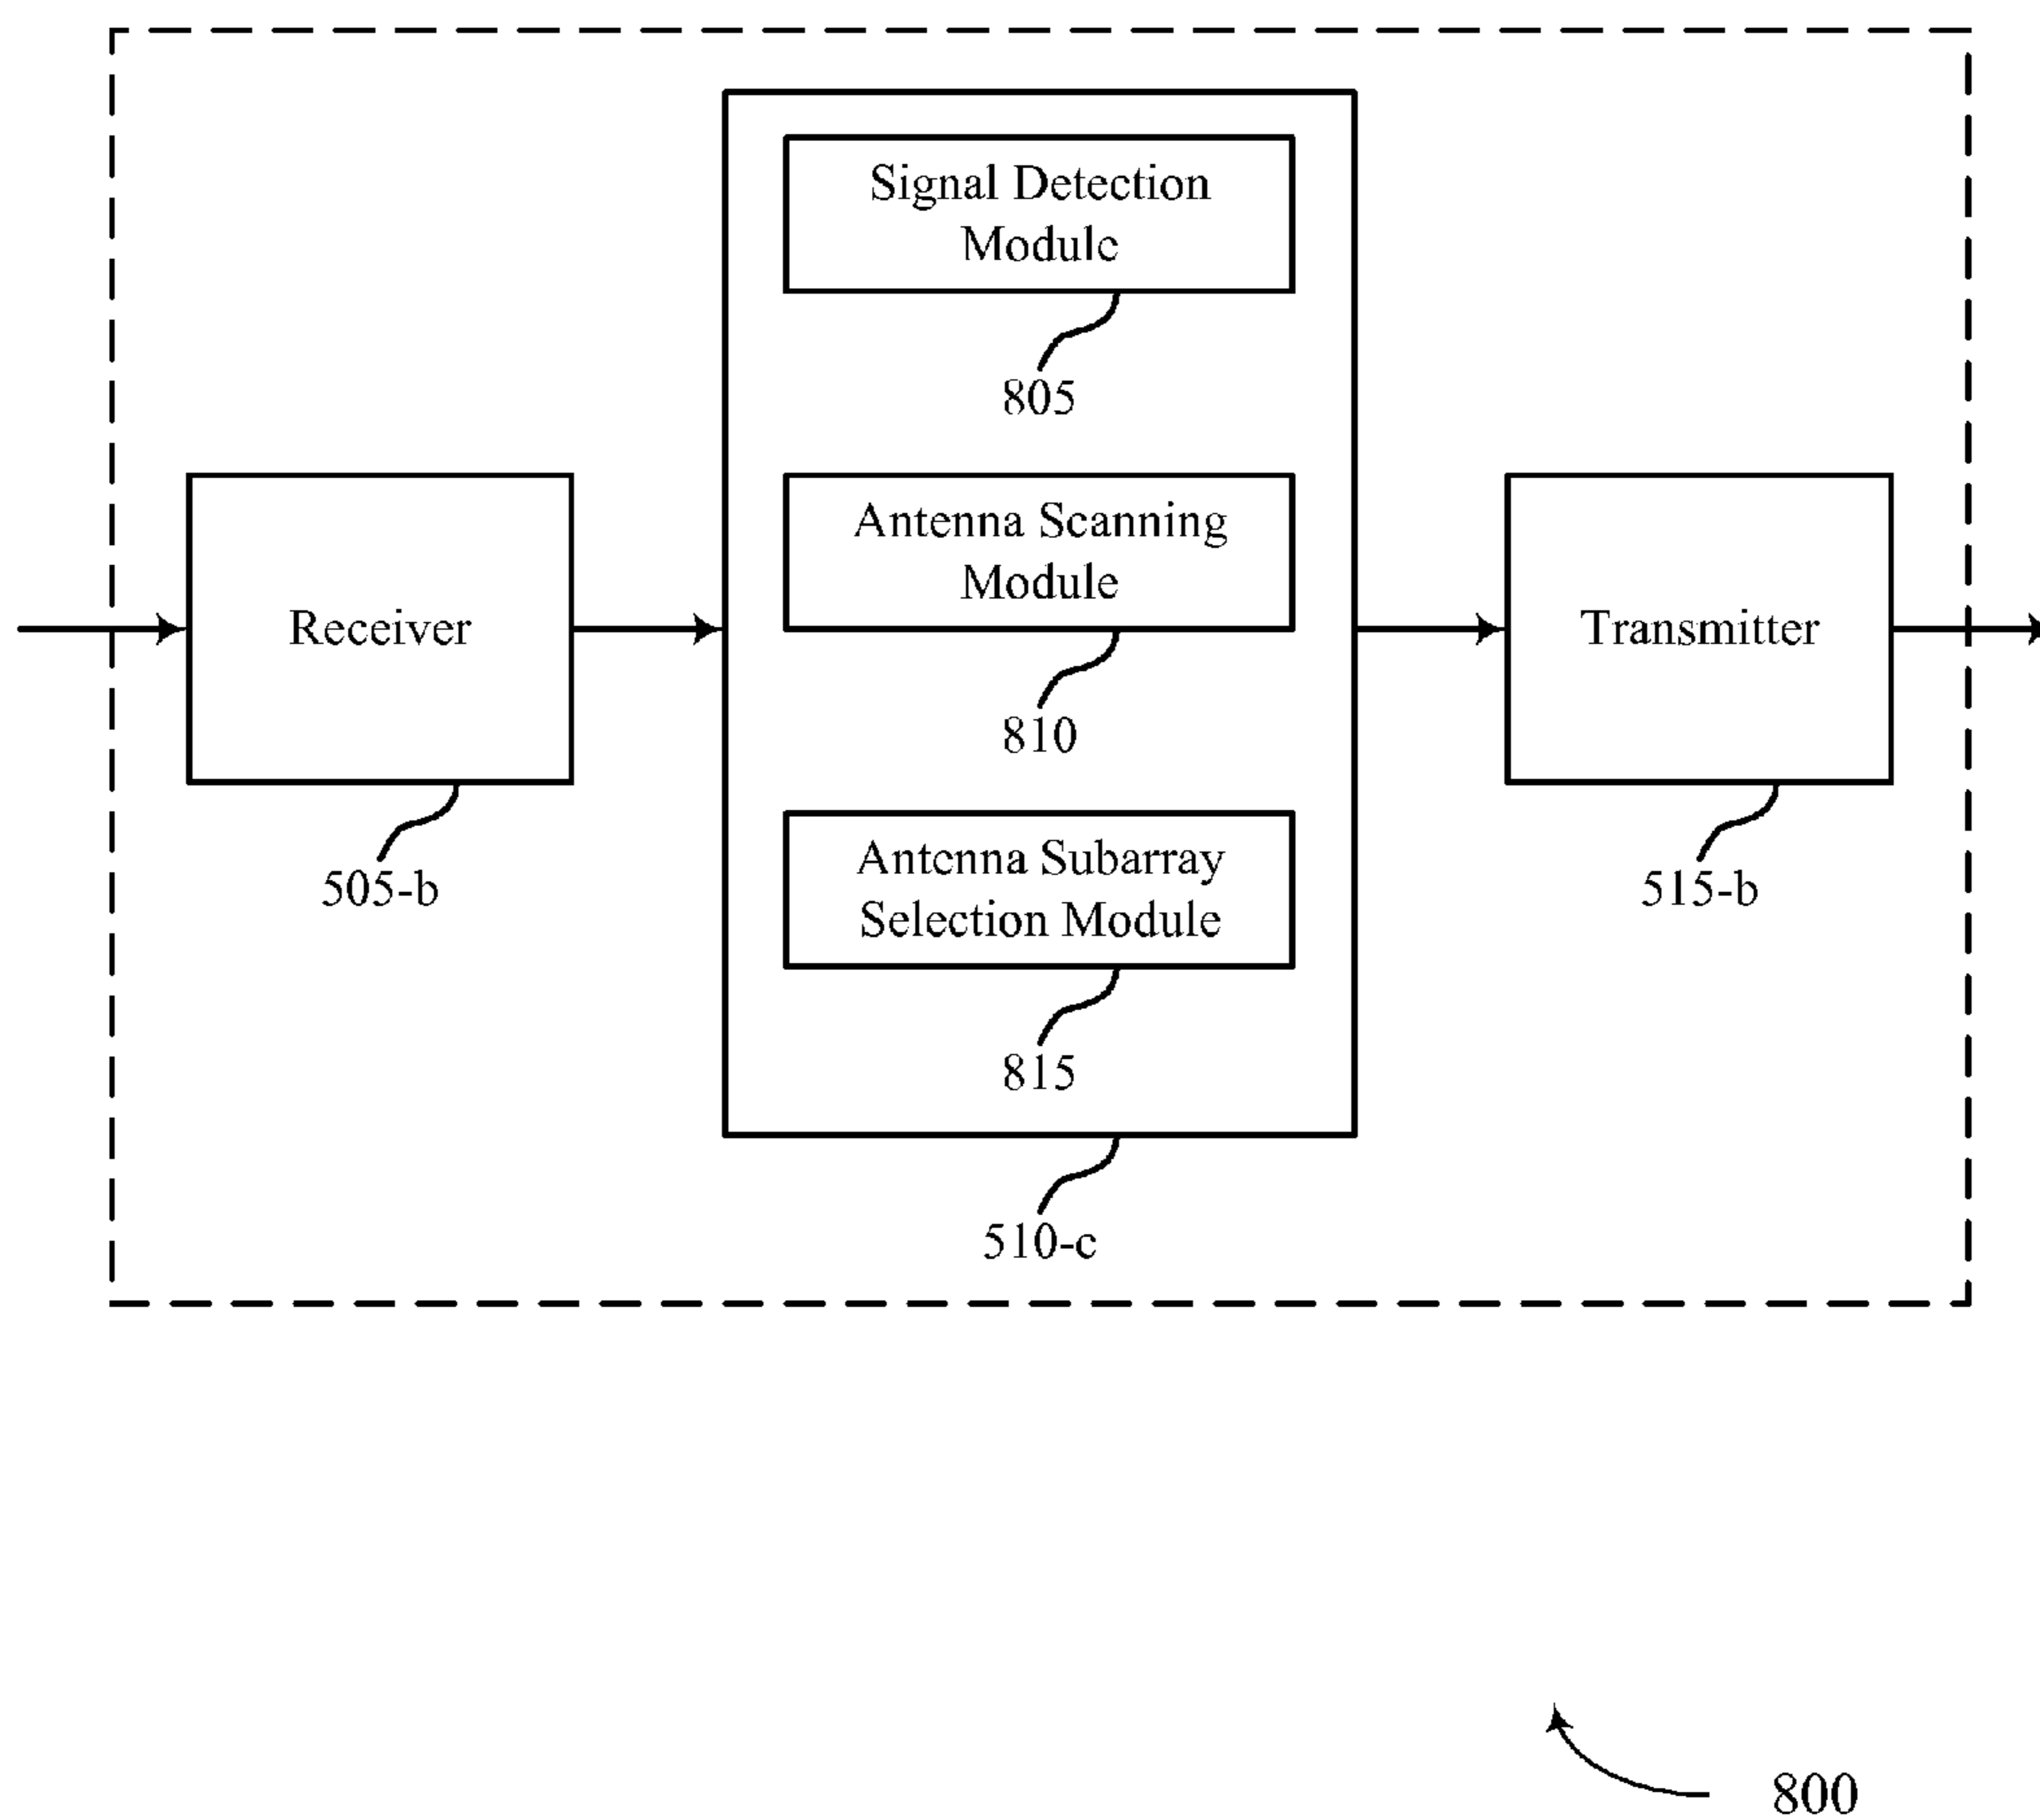 Signal Detection
Module
805
Antenna Scanning
Module
810
Antenna Subarray
Selection Module
815
Receiver
505-b
Transmitter
515-b
510-c
800